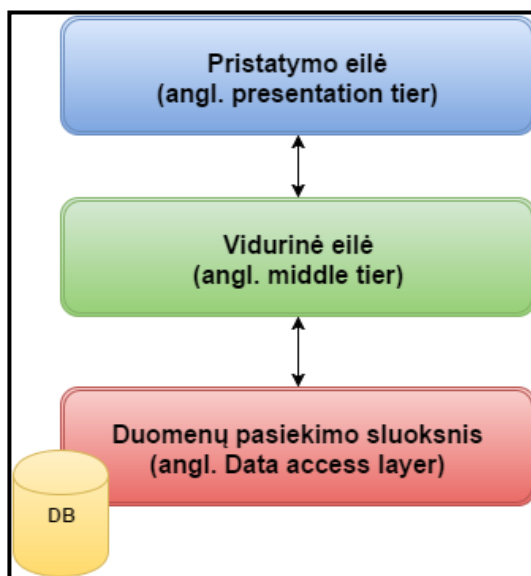 Pristatymo eilė
(angl. presentation tier)
Vidurinė eilė
(angl. middle tier)
Duomenų pasiekimo sluoksnis
(angl. Data access layer)
DB